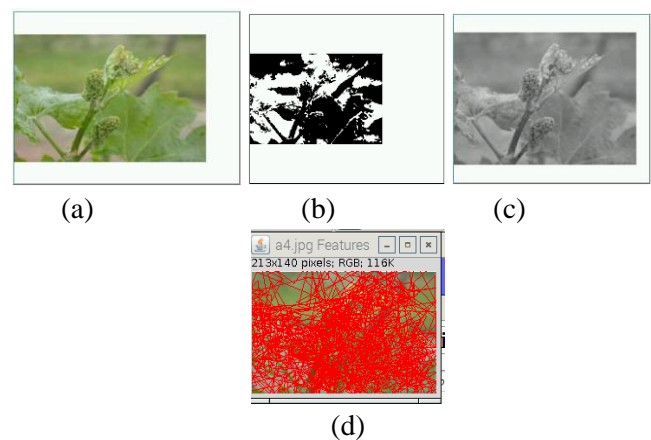 (a)
(b)
(c)
a4.jpg Features
213x140 pixels; RGB; 116K
(d)